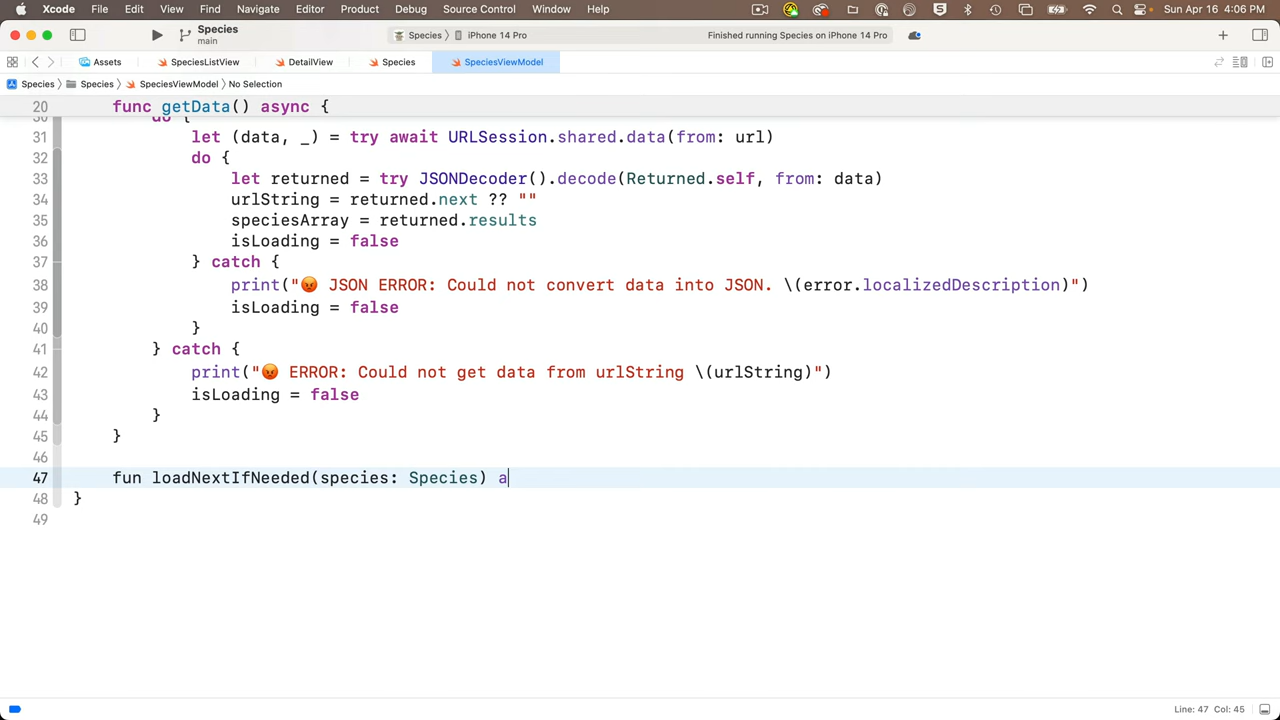 Xcode File Edit View Find Navigate Editor Product Debug Source Control Window Help Sun Apr 16 4:06 PM
Species
main
Species iPhone 14 Pro Finished running Species on iPhone 14 Pro
Assets SpeciesListView DetailView Species SpeciesViewModel
Species Species SpeciesViewModel No Selection
20 func getData() async {
30 do {
31 let (data, _) = try await URLSession.shared.data(from: url)
32 do {
33 let returned = try JSONDecoder().decode(Returned.self, from: data)
34 urlString = returned.next ?? ""
35 speciesArray = returned.results
36 isLoading = false
37 } catch {
38 print("😡 JSON ERROR: Could not convert data into JSON. \(error.localizedDescription)")
39 isLoading = false
40 }
41 } catch {
42 print("😡 ERROR: Could not get data from urlString \(urlString)")
43 isLoading = false
44 }
45 }
46
47 fun loadNextIfNeeded(species: Species) a
48 }
49
Line: 47 Col: 45